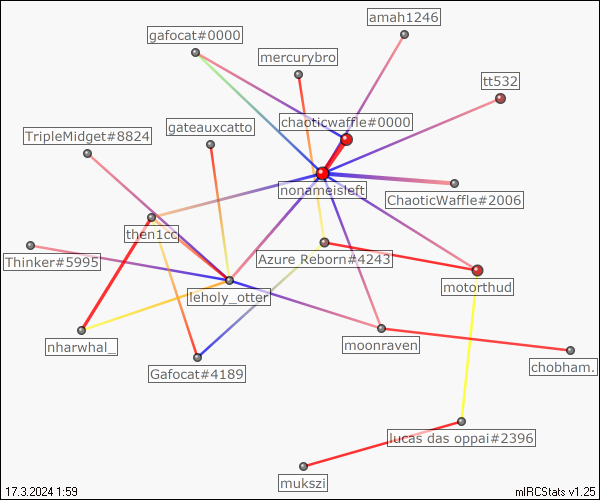 amah1246
gafocat#0000
mercurybro
tt532
chaoticwaffle#0000
gateauxcatto
TripleMidget#8824
nonameisleft
ChaoticWaffle#2006
then1cc
Thinker#5995
Azure Reborn#4243
motorthud
leholy_otter
nharwhal_
moonraven
Gafocat#4189
chobham.
lucas das oppai#2396
mukszi
17.3.2024 1:59
mIRCStats v1.25